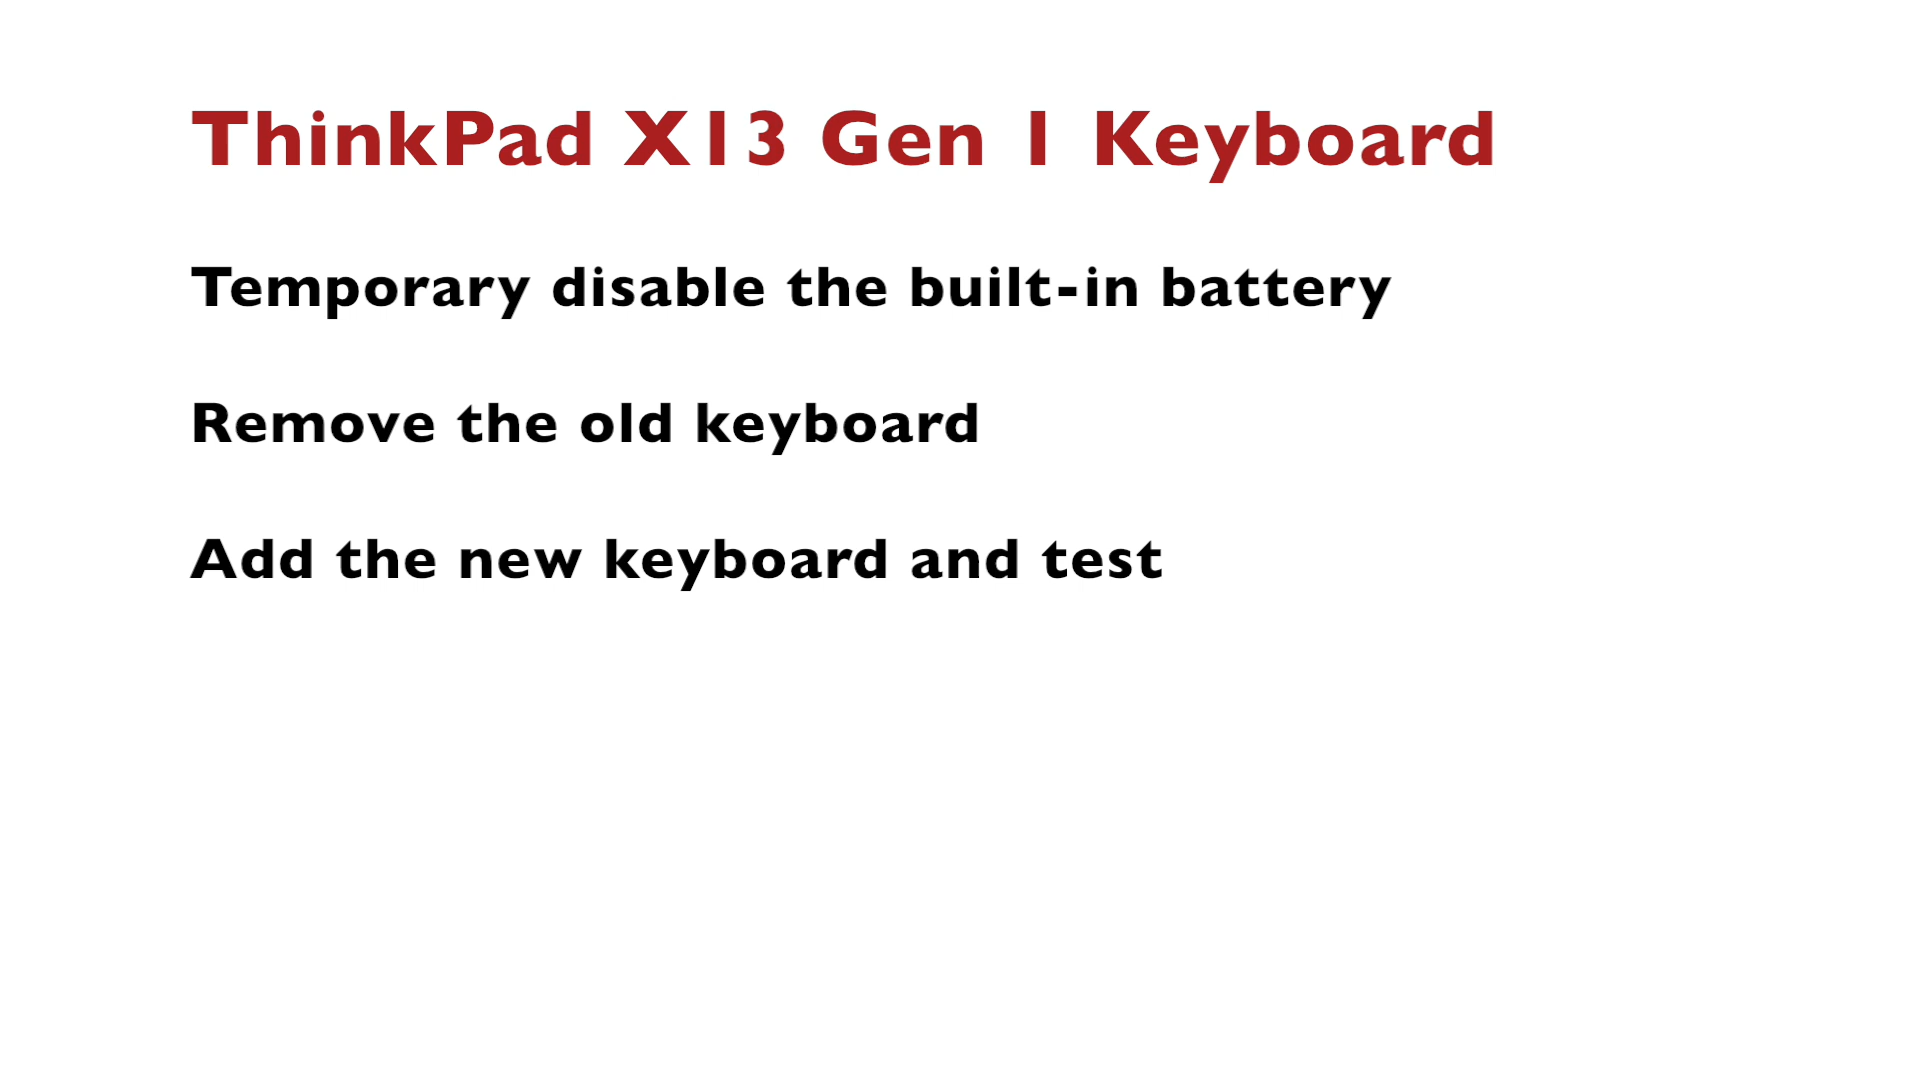 ThinkPad X13 Gen 1 Keyboard
Temporary disable the built-in battery
Remove the old keyboard
Add the new keyboard and test